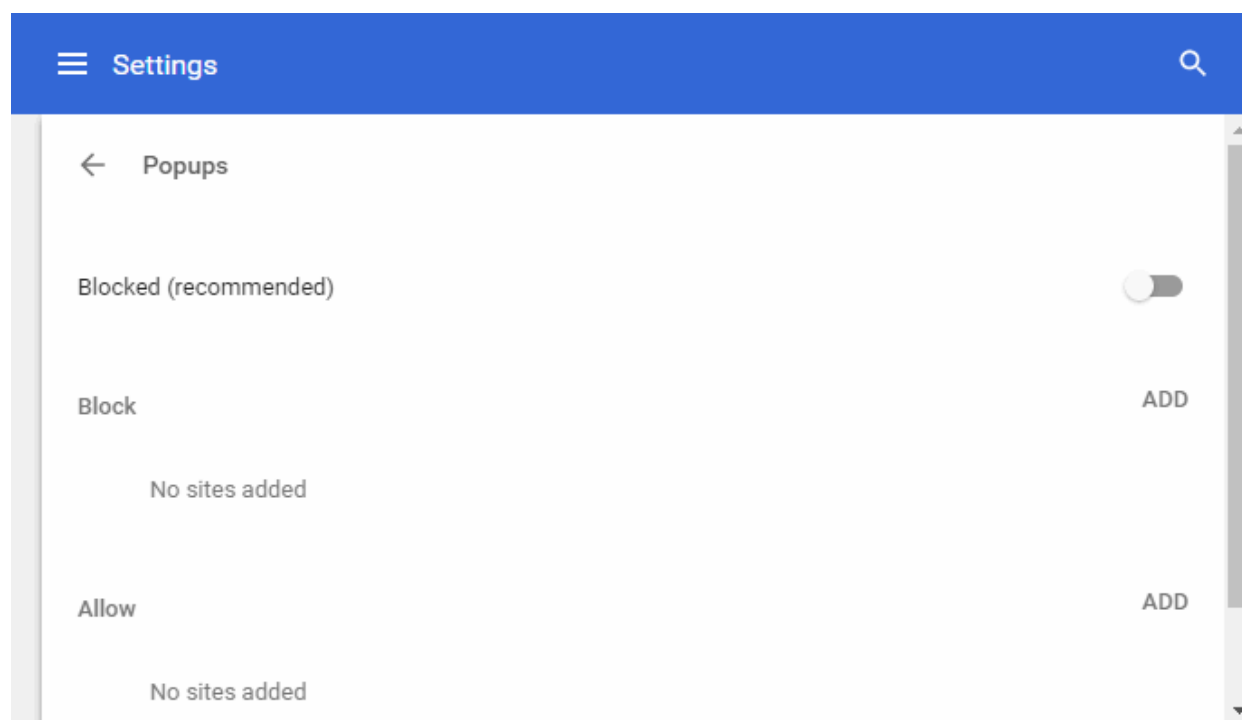 Settings
Popups
Blocked (recommended)
Block
ADD
No sites added
Allow
ADD
No sites added